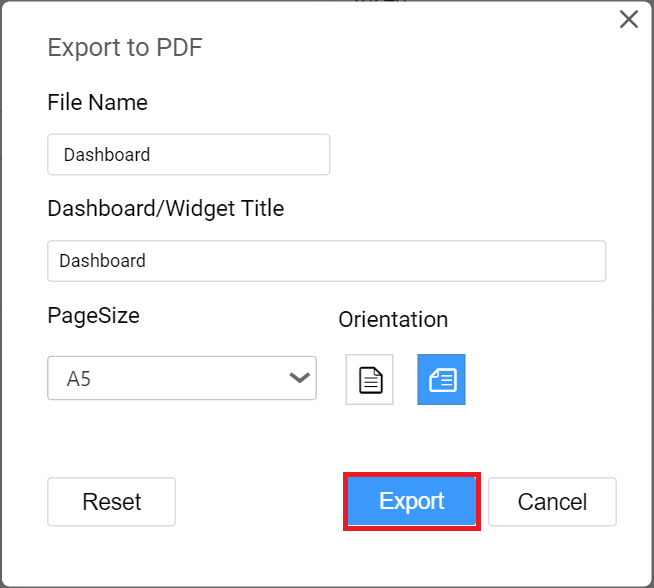 Export to PDF
File Name
Dashboard
Dashboard/Widget Title
Dashboard
PageSize
Orientation
A5
Reset
Export
Cancel